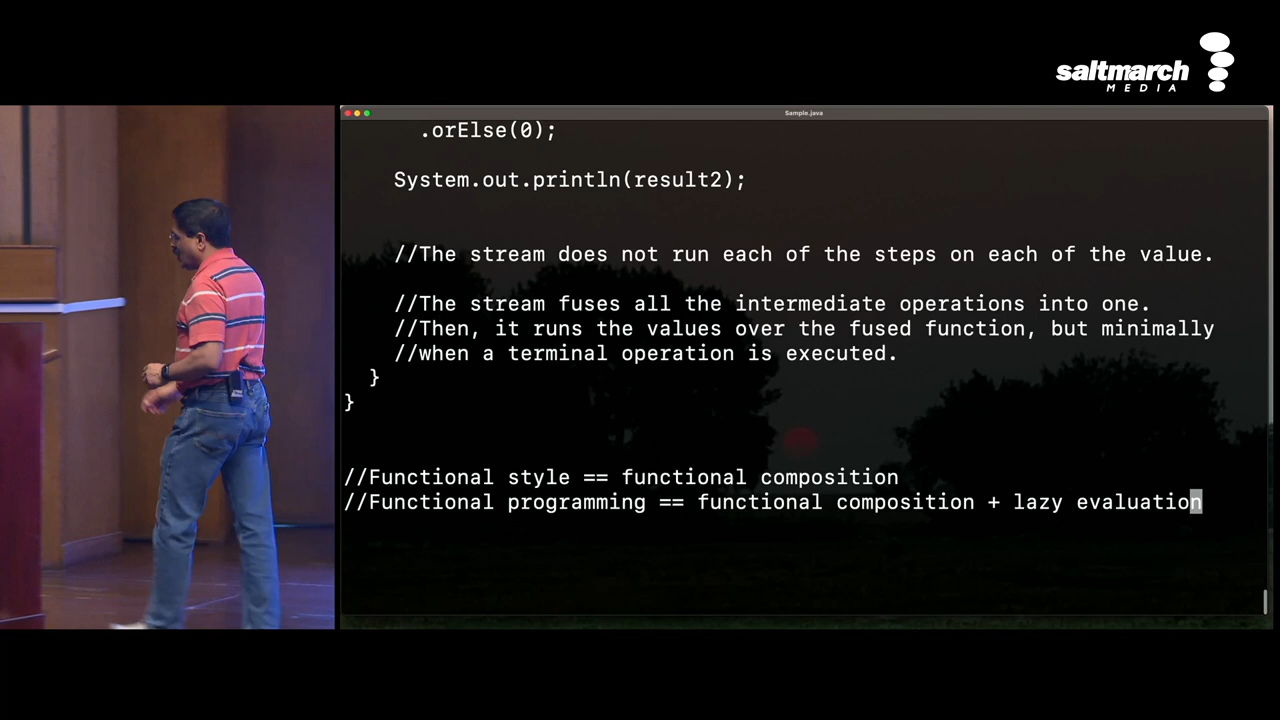 saltmarch
MEDIA
Sample.java
.orElse(0);
System.out.println(result2);
//The stream does not run each of the steps on each of the value.
//The stream fuses all the intermediate operations into one.
//Then, it runs the values over the fused function, but minimally
//when a terminal operation is executed.
}
}
//Functional style == functional composition
//Functional programming == functional composition + lazy evaluation